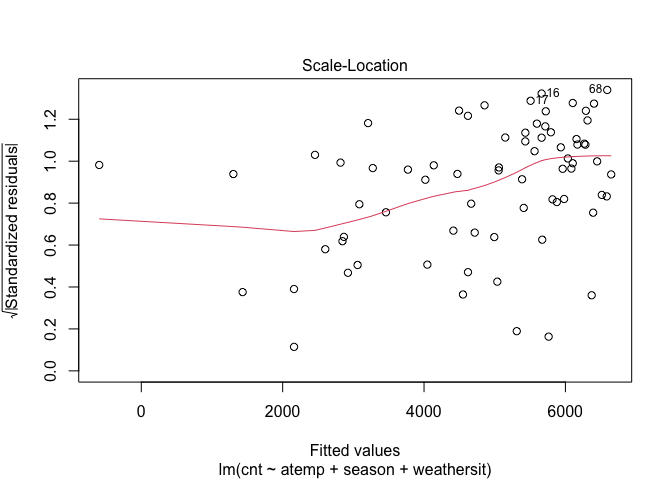 Scale-Location
√|Standardized residuals|
0.0 0.2 0.4 0.6 0.8 1.0 1.2
16
17
68
0 2000 4000 6000
Fitted values
lm(cnt ~ atemp + season + weathersit)